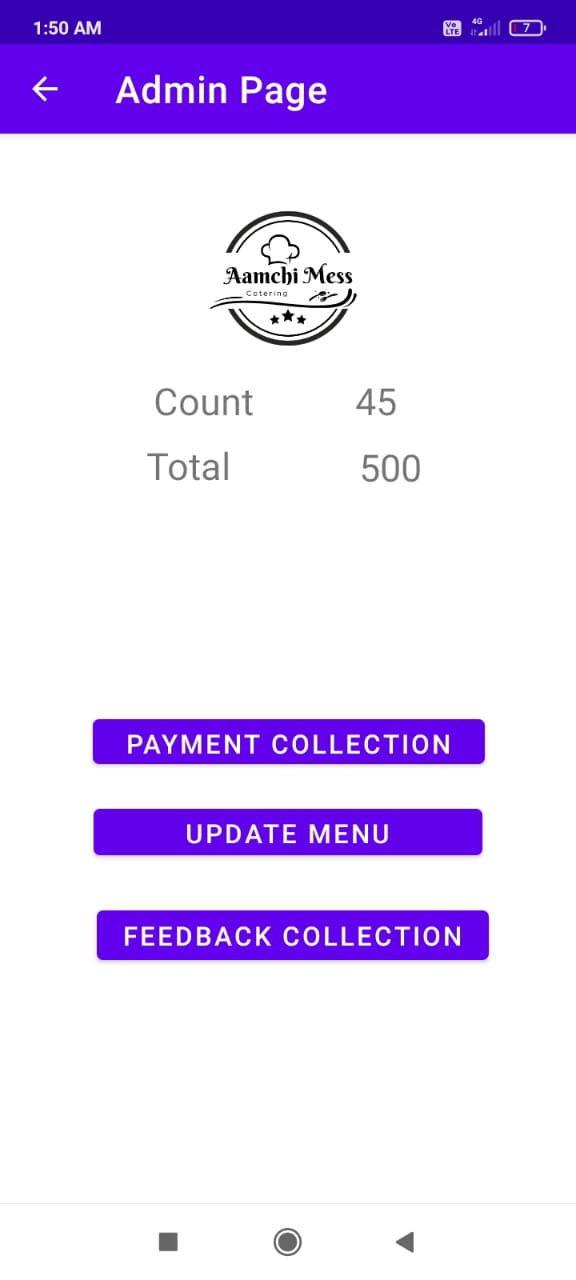 1:50 AM Vo LTE 4G 7
Admin Page
Aamchi Mess
Catering
Count 45
Total 500
PAYMENT COLLECTION
UPDATE MENU
FEEDBACK COLLECTION